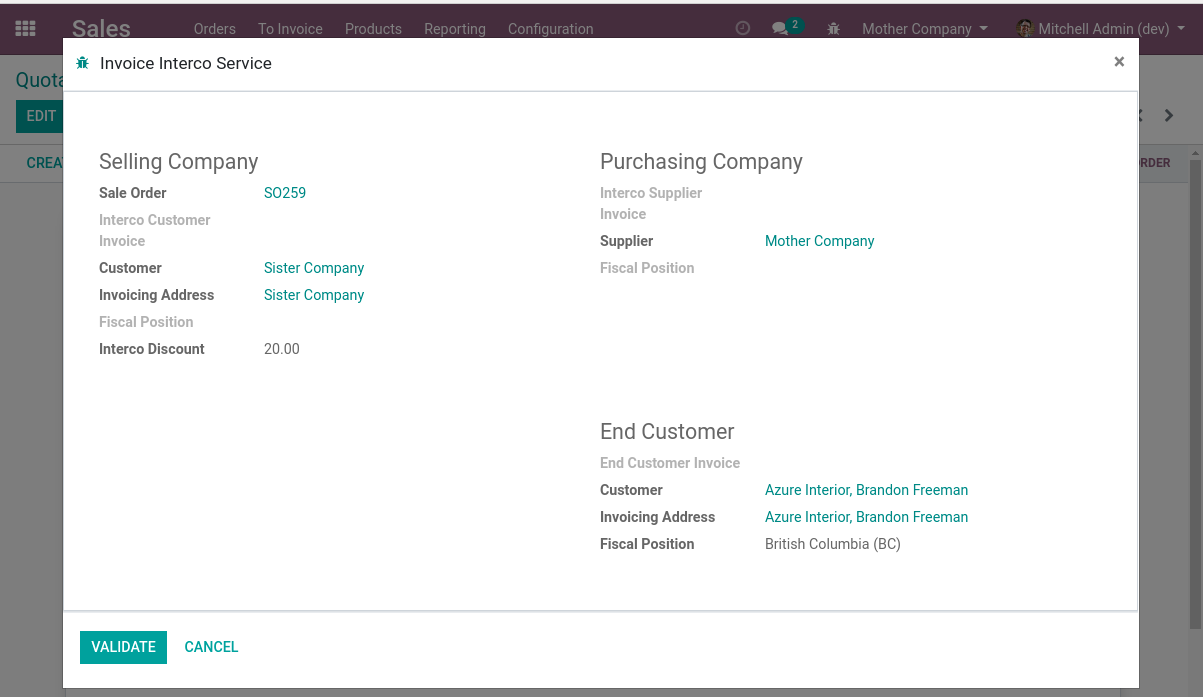 Sales
Orders
To Invoice
Products
Reporting
Configuration
2
Mother Company
Mitchell Admin (dev)
Quota
EDIT
CREA
RDER
Invoice Interco Service
×
Selling Company
Sale Order SO259
Interco Customer
Invoice
Customer Sister Company
Invoicing Address Sister Company
Fiscal Position
Interco Discount 20.00
Purchasing Company
Interco Supplier
Invoice
Supplier Mother Company
Fiscal Position
End Customer
End Customer Invoice
Customer Azure Interior, Brandon Freeman
Invoicing Address Azure Interior, Brandon Freeman
Fiscal Position British Columbia (BC)
VALIDATE
CANCEL